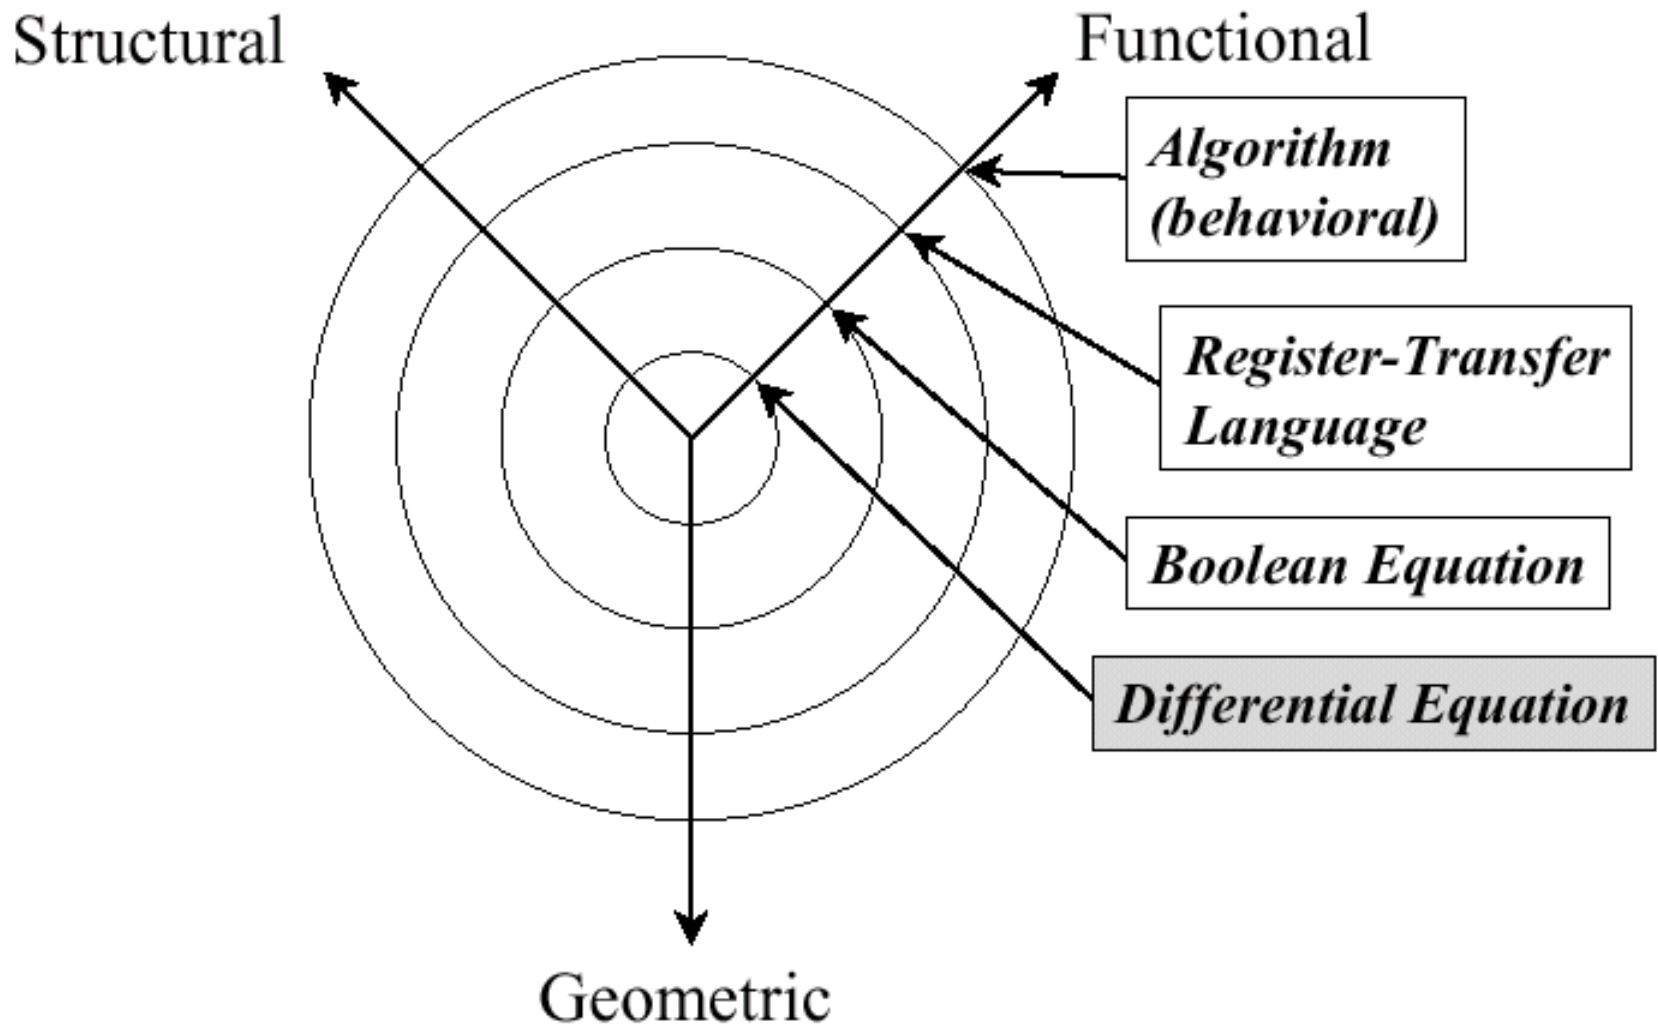 Structural
Functional
Algorithm
(behavioral)
Register-Transfer
Language
Boolean Equation
Differential Equation
Geometric